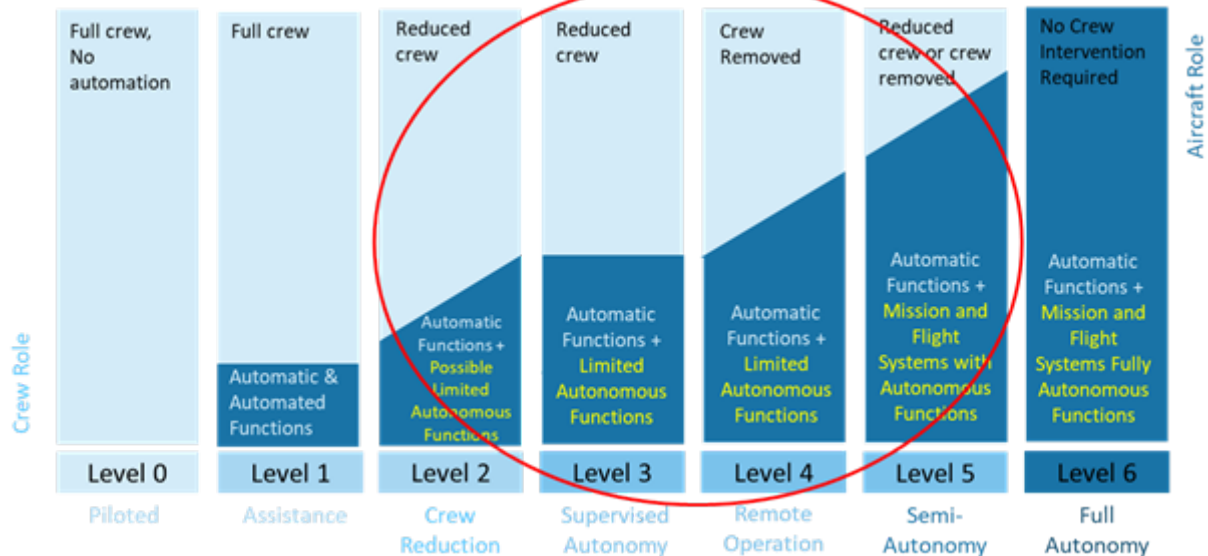 Full crew,
No
automation
Full crew
Reduced
crew
Reduced
crew
Crew
Removed
Reduced
crew or crew
removed
No Crew
Intervention
Required
Aircraft Role
Crew Role
Automatic &
Automated
Functions
Automatic
Functions +
Possible
Limited
Autonomous
Functions
Automatic
Functions +
Limited
Autonomous
Functions
Automatic
Functions +
Limited
Autonomous
Functions
Automatic
Functions +
Mission and
Flight
Systems with
Autonomous
Functions
Automatic
Functions +
Mission and
Flight
Systems Fully
Autonomous
Functions
Level 0
Level 1
Level 2
Level 3
Level 4
Level 5
Level 6
Piloted
Assistance
Crew
Reduction
Supervised
Autonomy
Remote
Operation
Semi-
Autonomy
Full
Autonomy